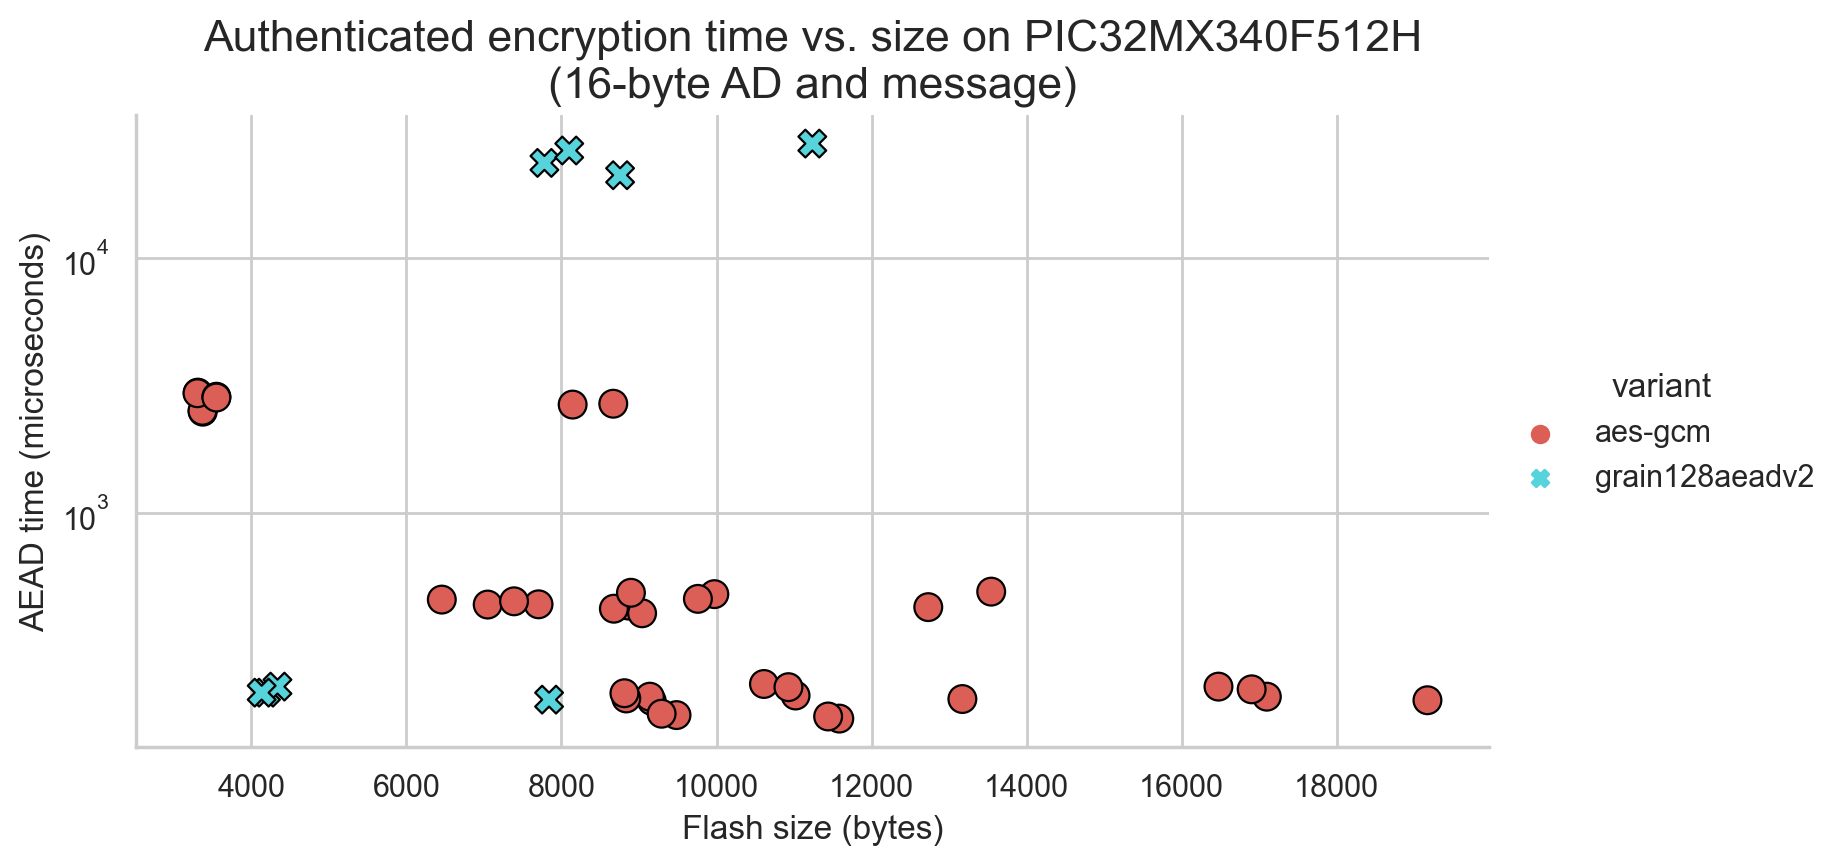 Authenticated encryption time vs. size on PIC32MX340F512H
(16-byte AD and message)
AEAD time (microseconds)
10^4
10^3
4000 6000 8000 10000 12000 14000 16000 18000
Flash size (bytes)
variant
aes-gcm
grain128aeadv2